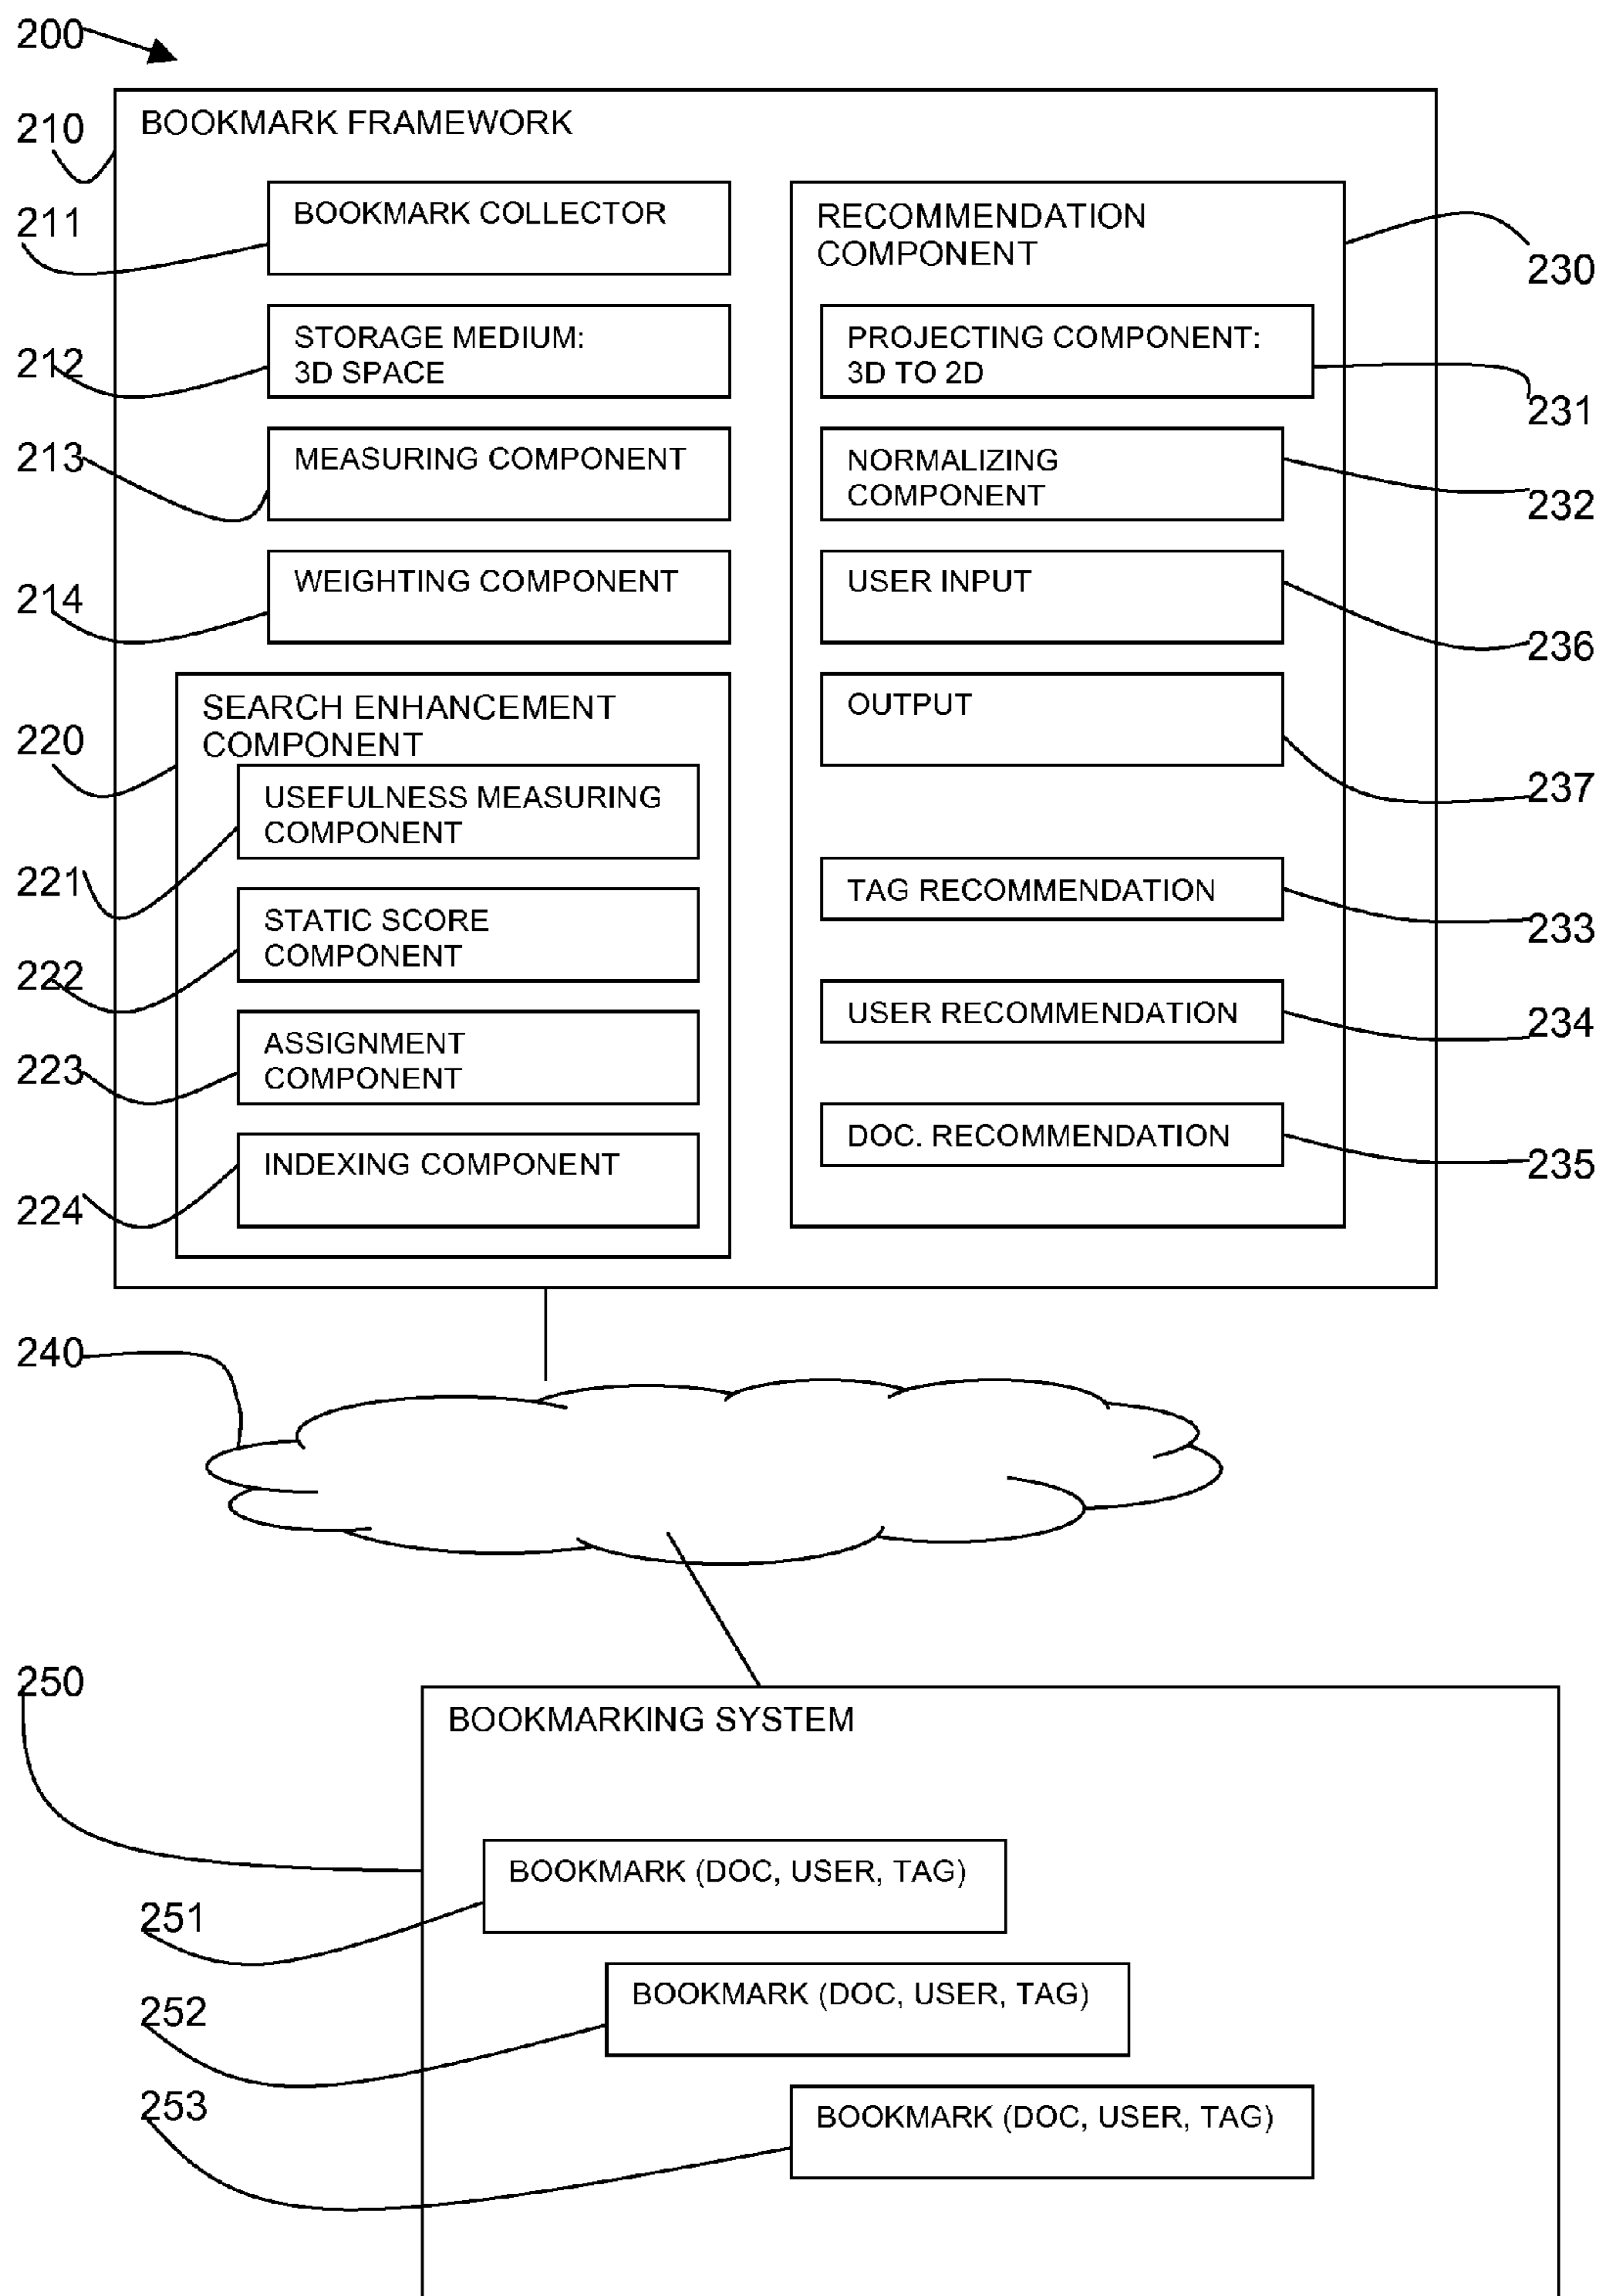 200
210
BOOKMARK FRAMEWORK
211
BOOKMARK COLLECTOR
212
STORAGE MEDIUM:
3D SPACE
213
MEASURING COMPONENT
214
WEIGHTING COMPONENT
220
SEARCH ENHANCEMENT
COMPONENT
221
USEFULNESS MEASURING
COMPONENT
222
STATIC SCORE
COMPONENT
223
ASSIGNMENT
COMPONENT
224
INDEXING COMPONENT
RECOMMENDATION
COMPONENT
230
PROJECTING COMPONENT:
3D TO 2D
231
NORMALIZING
COMPONENT
232
USER INPUT
236
OUTPUT
237
TAG RECOMMENDATION
233
USER RECOMMENDATION
234
DOC. RECOMMENDATION
235
240
250
BOOKMARKING SYSTEM
BOOKMARK (DOC, USER, TAG)
251
BOOKMARK (DOC, USER, TAG)
252
BOOKMARK (DOC, USER, TAG)
253